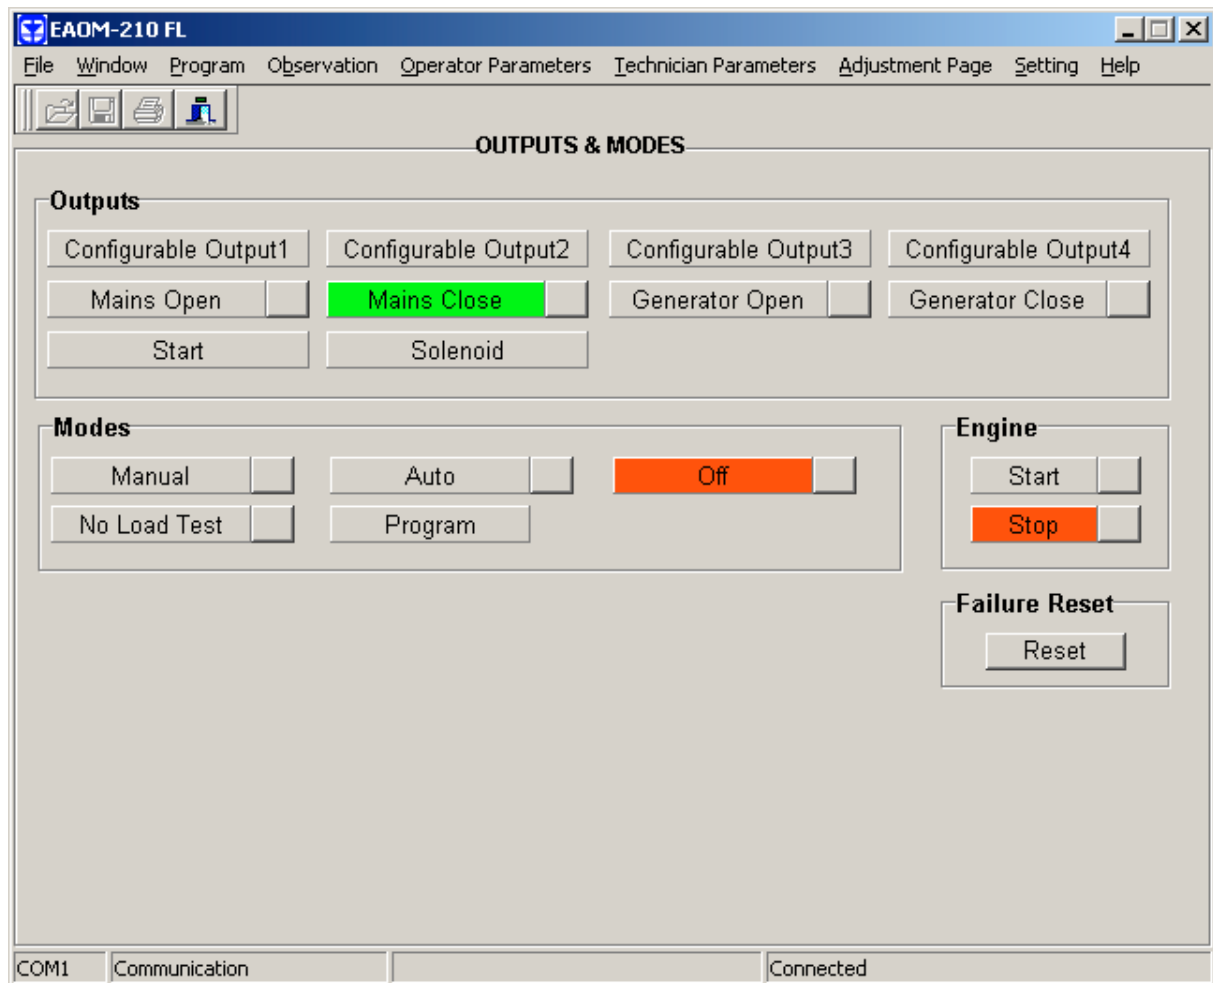 EAOM-210 FL
File Window Program Observation Operator Parameters Technician Parameters Adjustment Page Setting Help
OUTPUTS & MODES
Outputs
Configurable Output1 Configurable Output2 Configurable Output3 Configurable Output4
Mains Open Mains Close Generator Open Generator Close
Start Solenoid
Modes
Manual Auto Off
No Load Test Program
Engine
Start
Stop
Failure Reset
Reset
COM1 Communication Connected